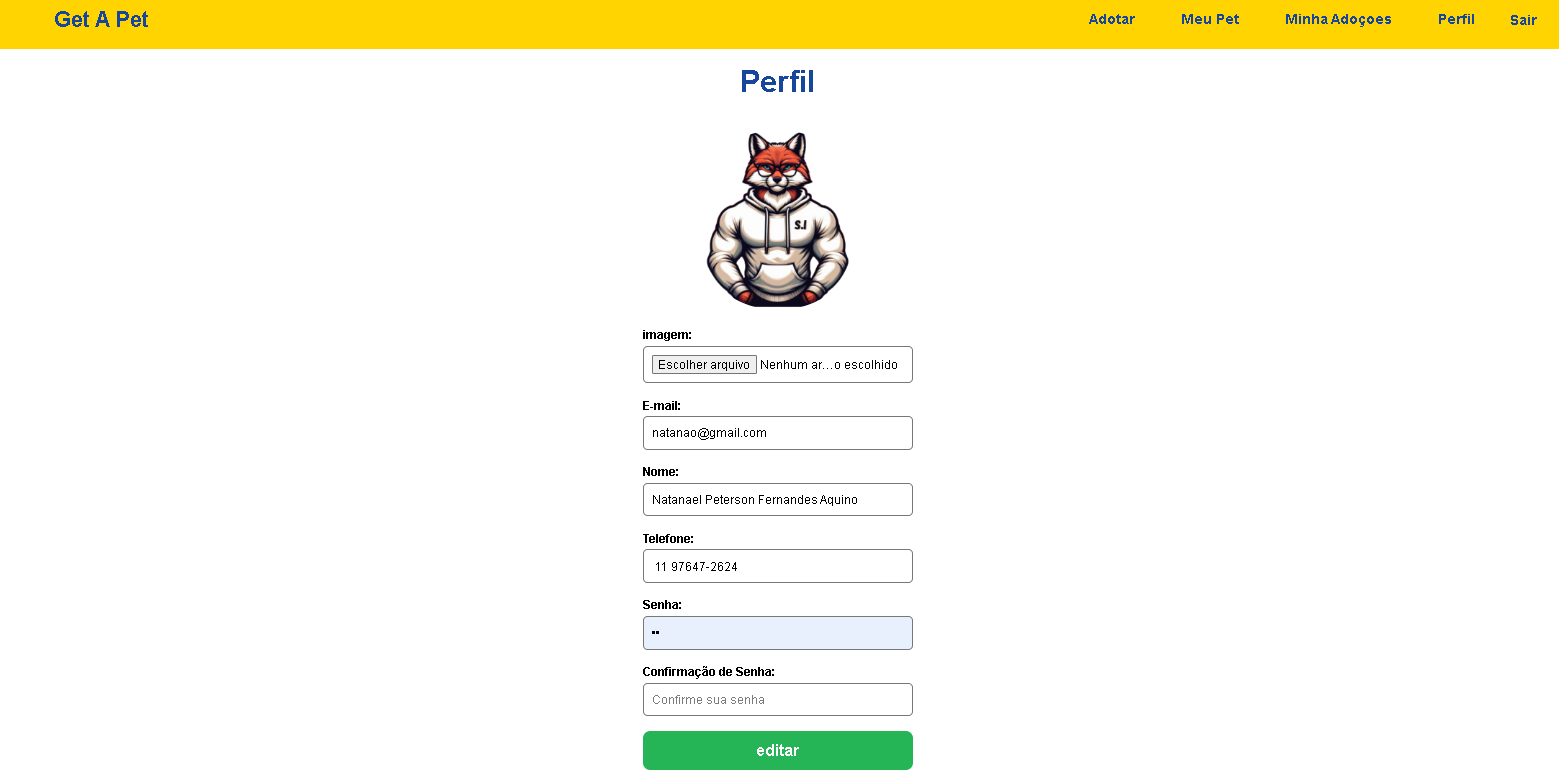 Get A Pet
Adotar Meu Pet Minha Adoçoes Perfil Sair
Perfil
S.I
imagem:
Escolher arquivo Nenhum ar...o escolhido
E-mail:
natanao@gmail.com
Nome:
Natanael Peterson Fernandes Aquino
Telefone:
11 97647-2624
Senha:
••
Confirmação de Senha:
Confirme sua senha
editar